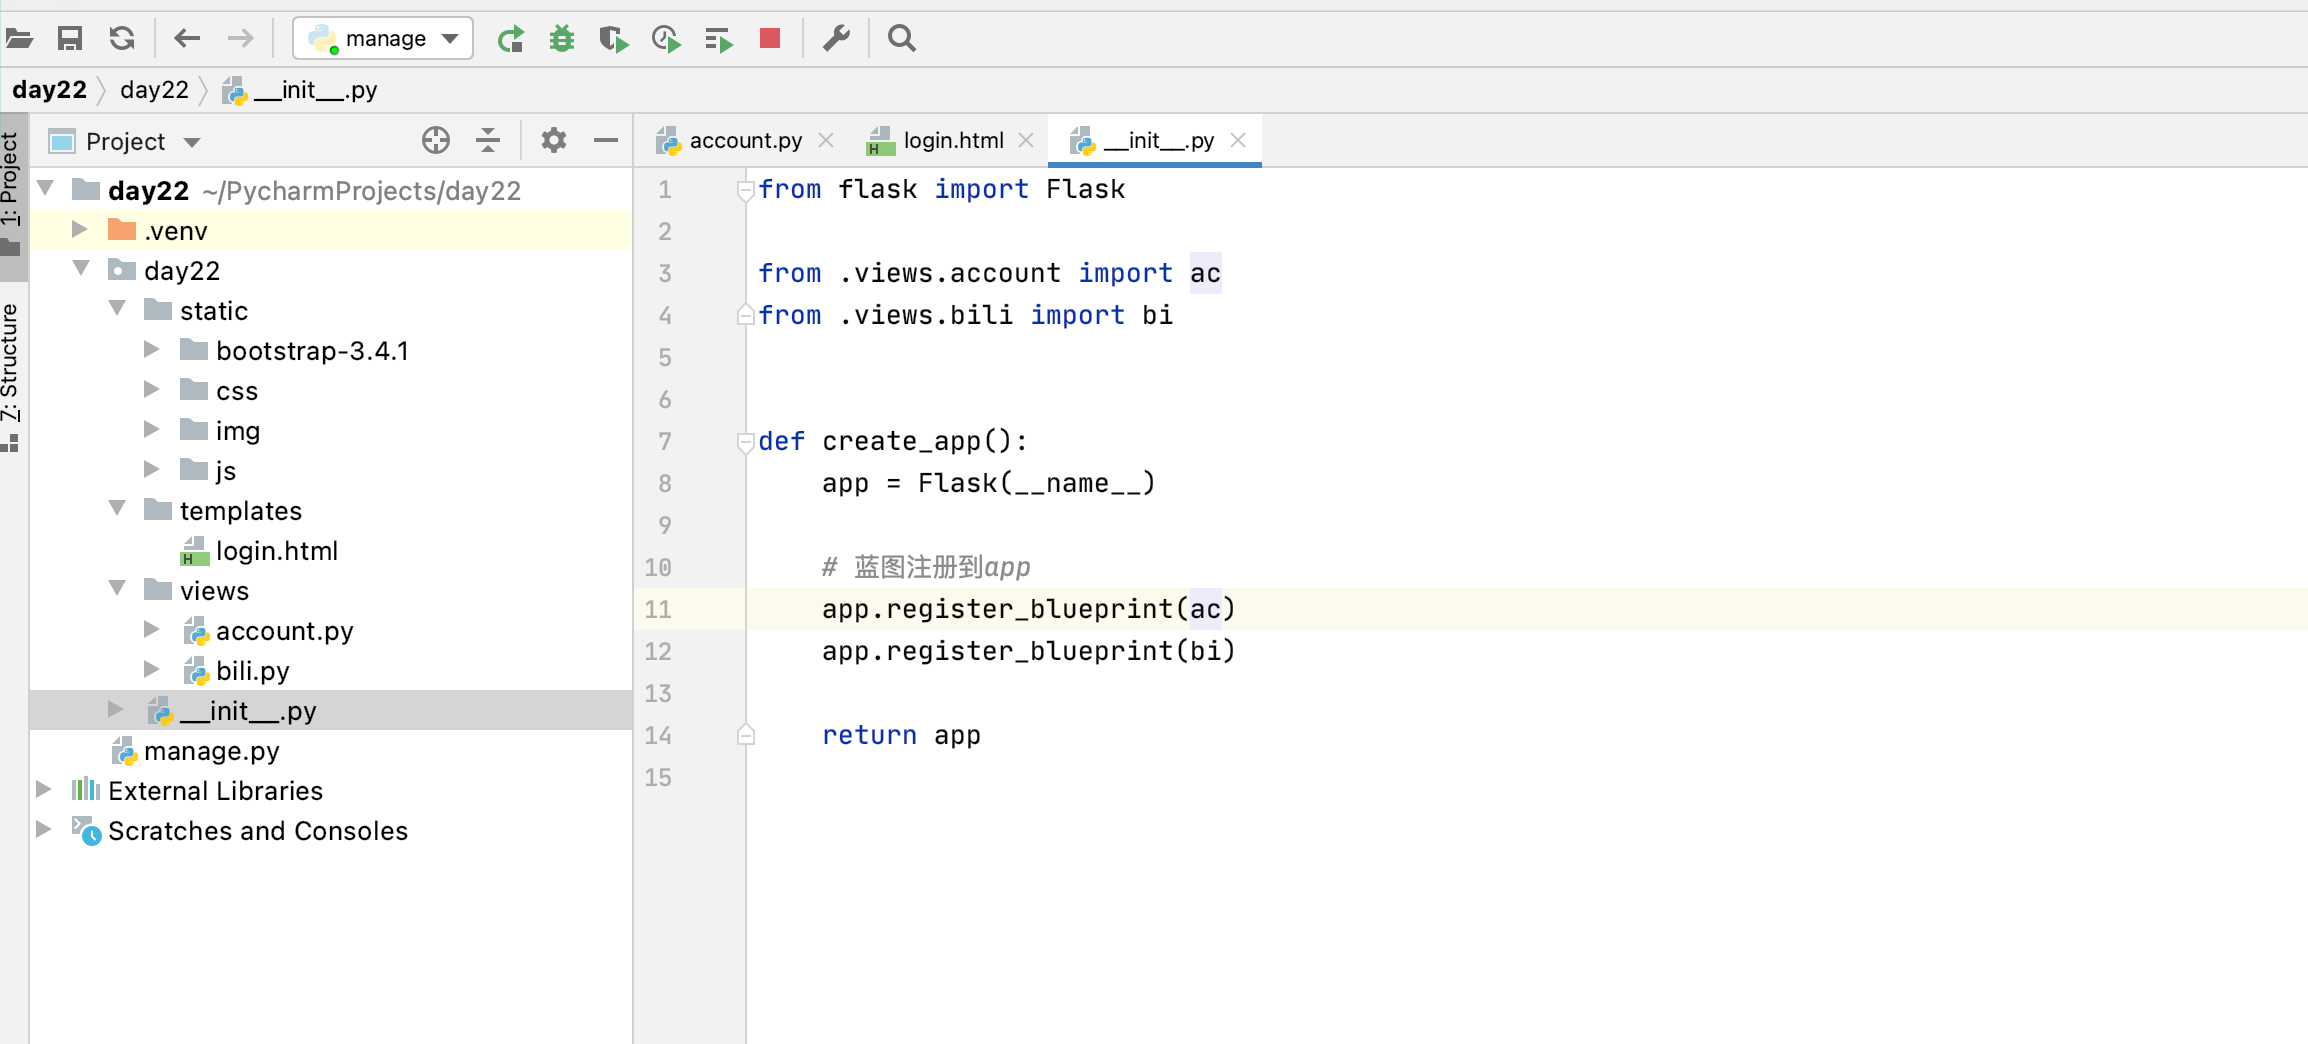 manage
day22 day22 __init__.py
1: Project
7: Structure
Project
day22 ~/PycharmProjects/day22
.venv
day22
static
bootstrap-3.4.1
css
img
js
templates
login.html
views
account.py
bili.py
__init__.py
manage.py
External Libraries
Scratches and Consoles
account.py login.html __init__.py
1 from flask import Flask
2
3 from .views.account import ac
4 from .views.bili import bi
5
6
7 def create_app():
8 app = Flask(__name__)
9
10 # 蓝图注册到app
11 app.register_blueprint(ac)
12 app.register_blueprint(bi)
13
14 return app
15